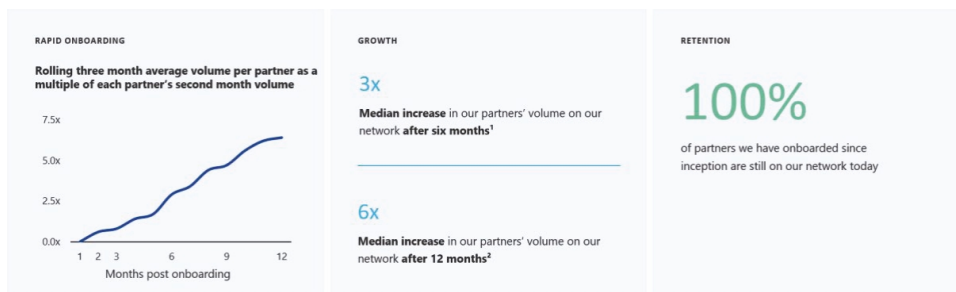 RAPID ONBOARDING
Rolling three month average volume per partner as a
multiple of each partner's second month volume
7.5x
5.0x
2.5x
0.0x
1 2 3 6 9 12
Months post onboarding
GROWTH
3x
Median increase in our partners' volume on our
network after six months¹
6x
Median increase in our partners' volume on our
network after 12 months²
RETENTION
100%
of partners we have onboarded since
inception are still on our network today